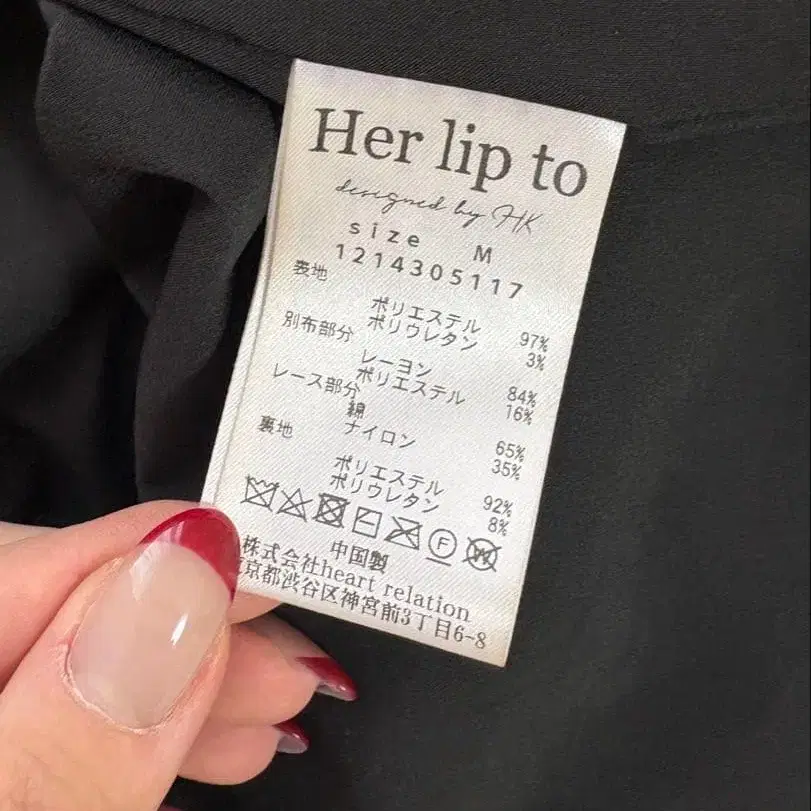 Her lip to
designed by HK
size M
1214305117
表地
ポリエステル 97%
ポリウレタン 3%
別布部分
レーヨン 84%
ポリエステル 16%
レース部分
綿 65%
ナイロン 35%
裏地
ポリエステル 92%
ポリウレタン 8%
F W
中国製
株式会社heart relation
東京都渋谷区神宮前3丁目6-8